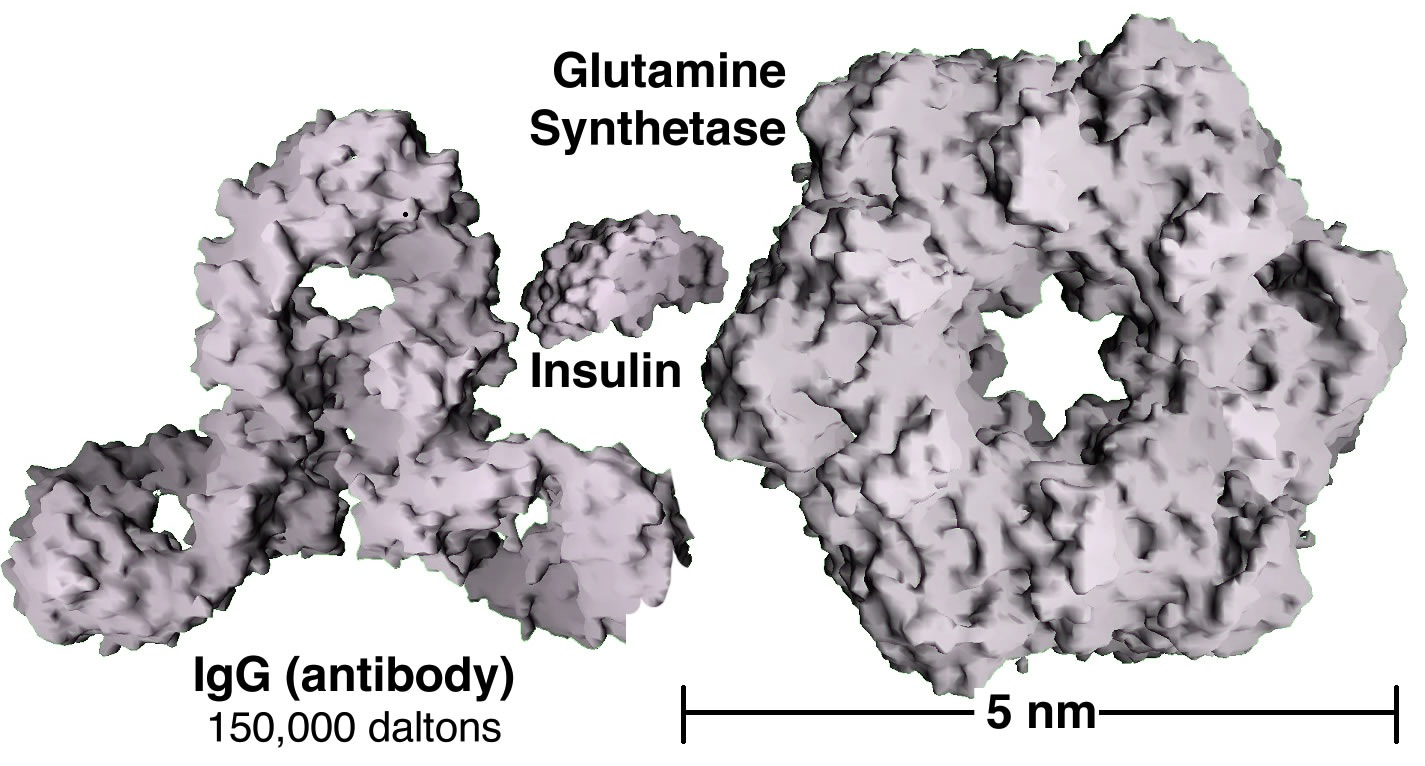 Glutamine
Synthetase
Insulin
IgG (antibody)
150,000 daltons
5 nm